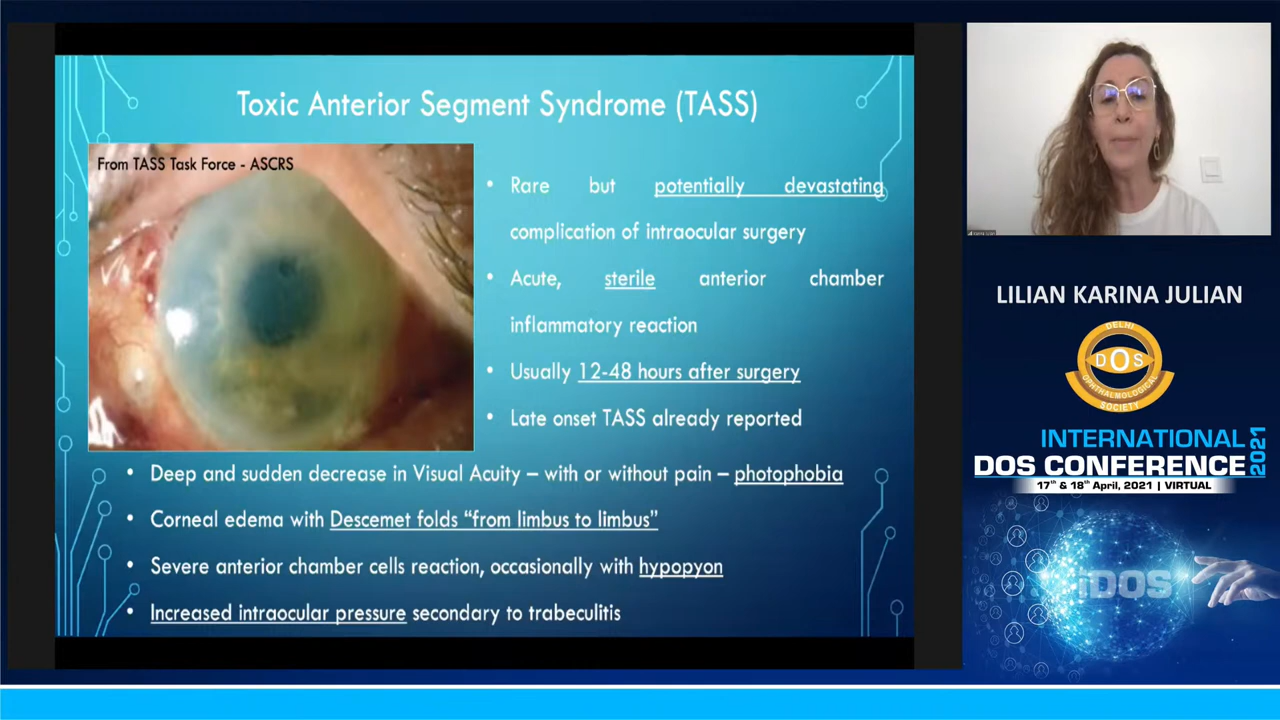 Toxic Anterior Segment Syndrome (TASS)
From TASS Task Force - ASCRS
• Rare but potentially devastating
complication of intraocular surgery
• Acute, sterile anterior chamber
inflammatory reaction
• Usually 12-48 hours after surgery
• Late onset TASS already reported
• Deep and sudden decrease in Visual Acuity – with or without pain – photophobia
• Corneal edema with Descemet folds “from limbus to limbus”
• Severe anterior chamber cells reaction, occasionally with hypopyon
• Increased intraocular pressure secondary to trabeculitis
LILIAN KARINA JULIAN
DELHI
DOS
OPHTHALMOLOGICAL
SOCIETY
INTERNATIONAL
DOS CONFERENCE
2021
17th & 18th April, 2021 | VIRTUAL
iDOS